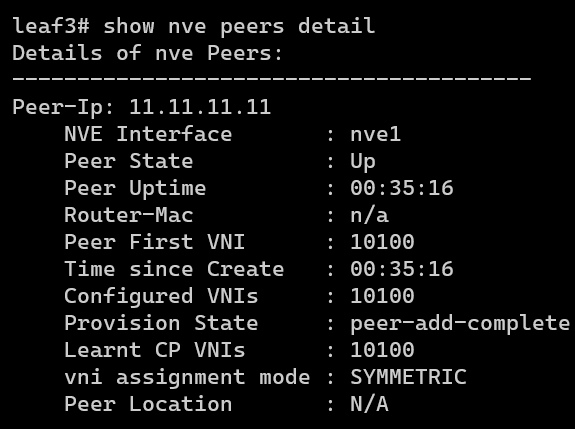 leaf3# show nve peers detail
Details of nve Peers:
----------------------------------------
Peer-Ip: 11.11.11.11
    NVE Interface       : nve1
    Peer State          : Up
    Peer Uptime         : 00:35:16
    Router-Mac          : n/a
    Peer First VNI      : 10100
    Time since Create   : 00:35:16
    Configured VNIs     : 10100
    Provision State     : peer-add-complete
    Learnt CP VNIs      : 10100
    vni assignment mode : SYMMETRIC
    Peer Location       : N/A